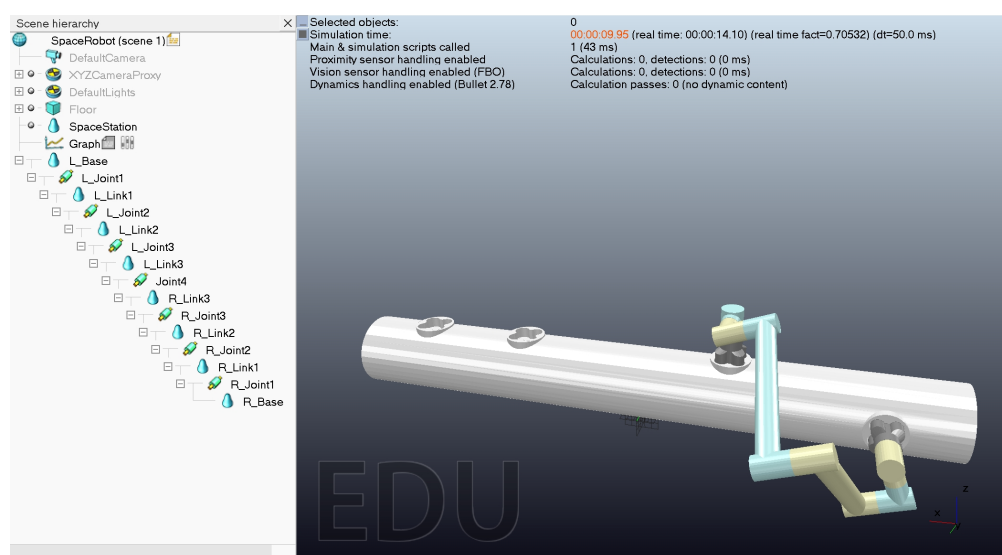 Scene hierarchy
SpaceRobot (scene 1)
DefaultCamera
XYZCameraProxy
DefaultLights
Floor
SpaceStation
Graph
L_Base
L_Joint1
L_Link1
L_Joint2
L_Link2
L_Joint3
L_Link3
Joint4
R_Link3
R_Joint3
R_Link2
R_Joint2
R_Link1
R_Joint1
R_Base
Selected objects: 0
Simulation time: 00:00:09.95 (real time: 00:00:14.10) (real time fact=0.70532) (dt=50.0 ms)
Main & simulation scripts called 1 (43 ms)
Proximity sensor handling enabled Calculations: 0, detections: 0 (0 ms)
Vision sensor handling enabled (FBO) Calculations: 0, detections: 0 (0 ms)
Dynamics handling enabled (Bullet 2.78) Calculation passes: 0 (no dynamic content)
EDU
z
x